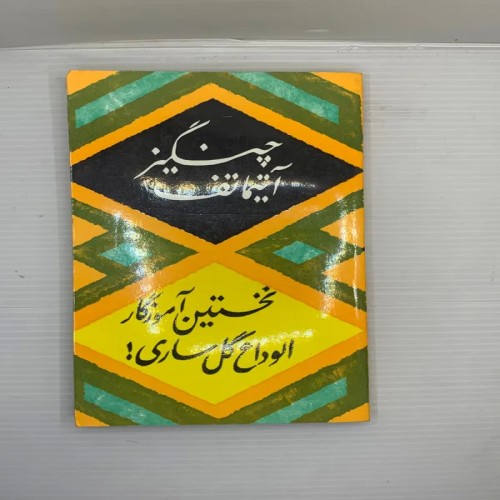 چینگیز
آیتماتف
نخستین آموزگار
الوداع گل ساری!